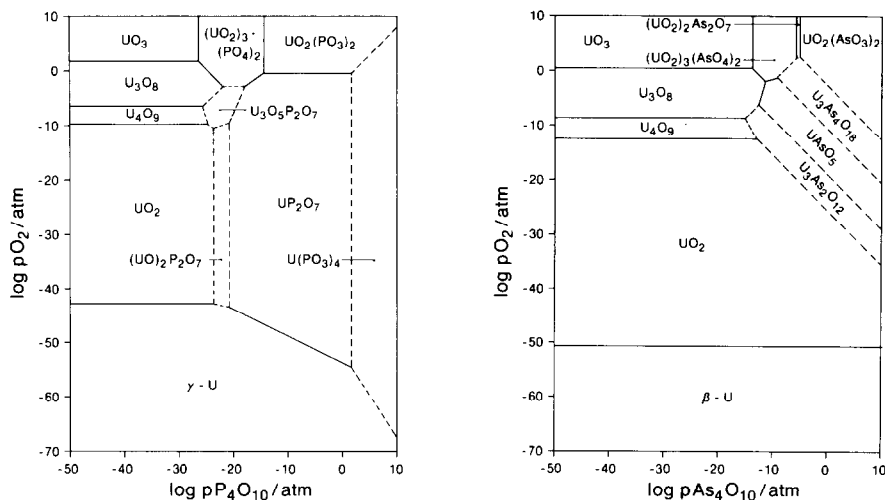 10
0
-10
-20
-30
-40
-50
-60
-70
log pO₂/atm
-50 -40 -30 -20 -10 0 10
log pP₄O₁₀/atm
UO₃
(UO₂)₃·
(PO₄)₂
UO₂(PO₃)₂
U₃O₈
U₃O₅P₂O₇
U₄O₉
UO₂
UP₂O₇
(UO)₂P₂O₇
U(PO₃)₄
γ - U
10
0
-10
-20
-30
-40
-50
-60
-70
log pO₂/atm
-50 -40 -30 -20 -10 0 10
log pAs₄O₁₀/atm
(UO₂)₂As₂O₇
UO₃
UO₂(AsO₃)₂
(UO₂)₃(AsO₄)₂
U₃O₈
U₃As₄O₁₈
U₄O₉
UAsO₅
U₃As₂O₁₂
UO₂
β - U